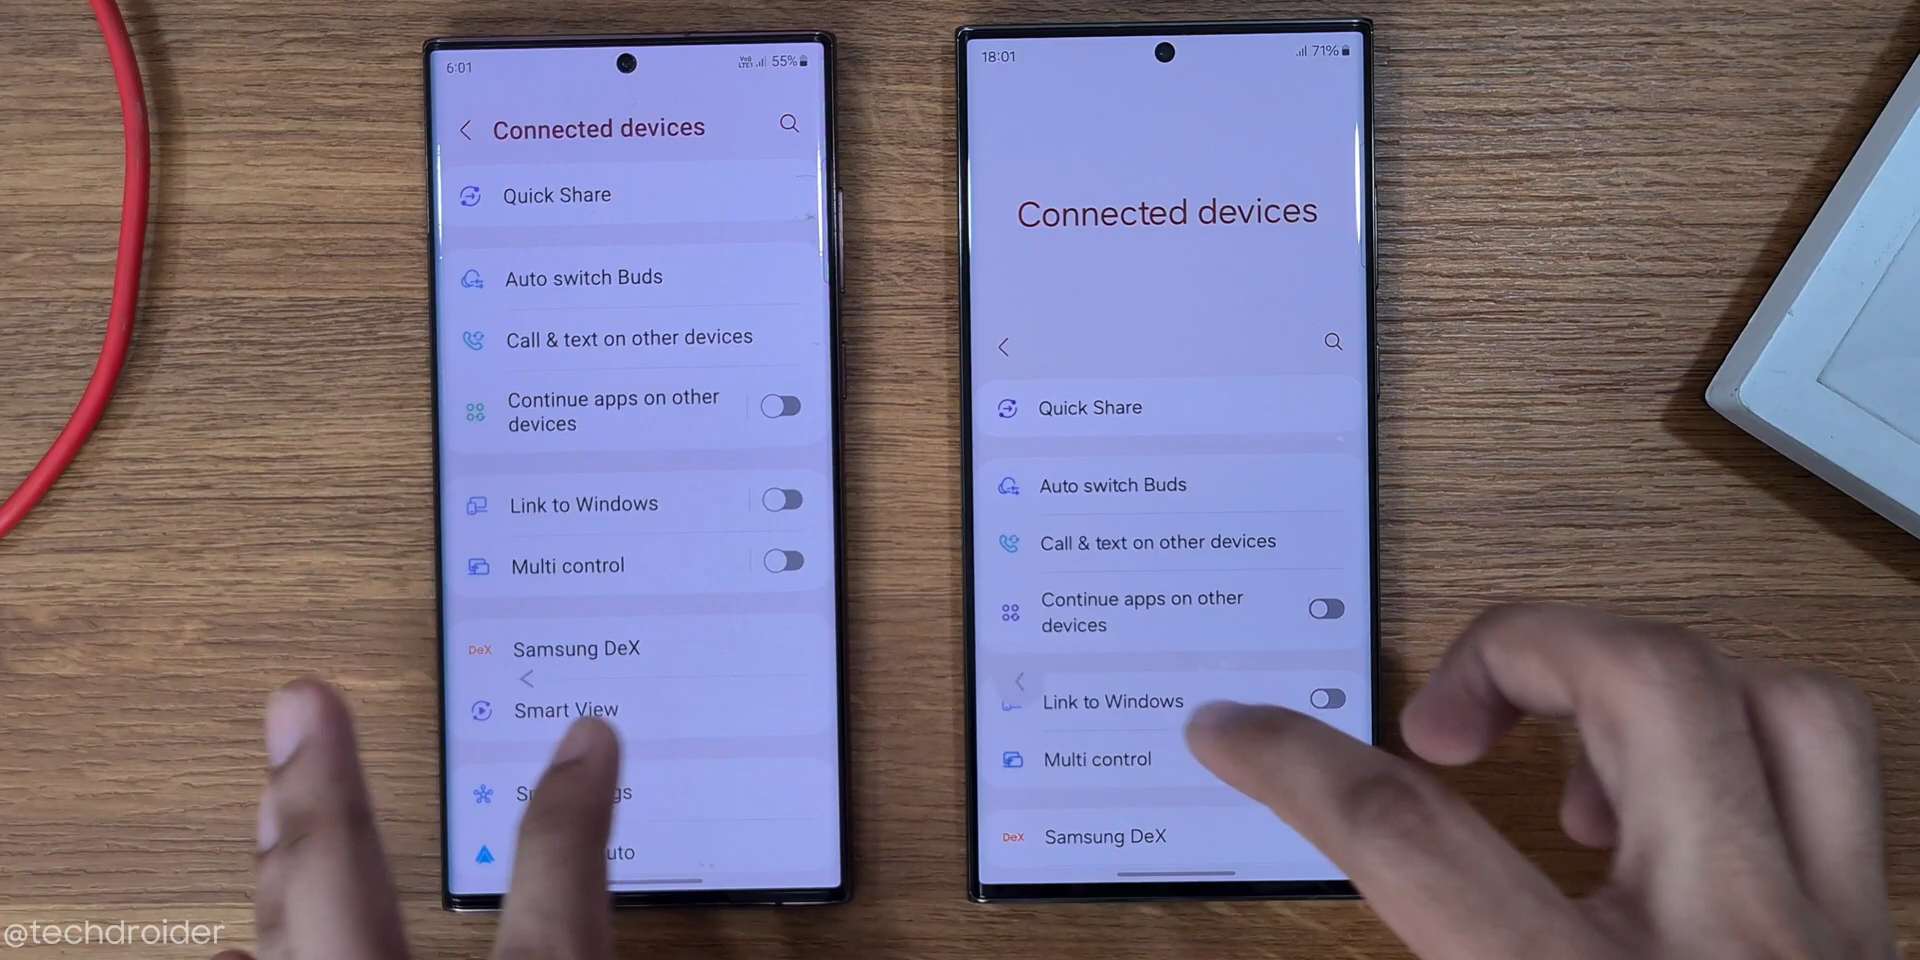 6:01
Vo) LTE1 55%
Connected devices
Quick Share
Auto switch Buds
Call & text on other devices
Continue apps on other
devices
Link to Windows
Multi control
DeX Samsung DeX
Smart View
18:01
71%
Connected devices
Quick Share
Auto switch Buds
Call & text on other devices
Continue apps on other
devices
Link to Windows
Multi control
DeX Samsung DeX
@techdroider